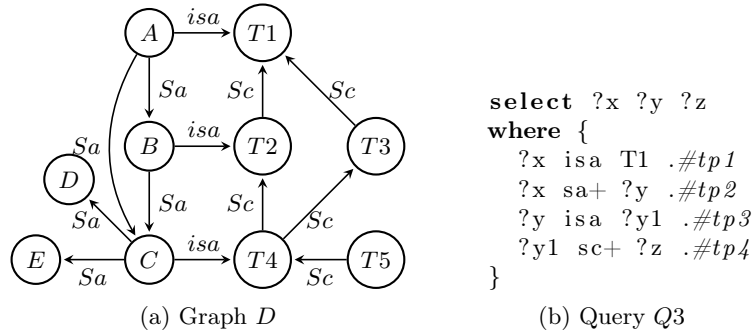 A isa T1
Sa Sc Sc
Sa B isa T2 T3
D
Sa Sa Sc Sc
E Sa C isa T4 Sc T5
(a) Graph D
select ?x ?y ?z
where {
?x isa T1 .#tp1
?x sa+ ?y .#tp2
?y isa ?y1 .#tp3
?y1 sc+ ?z .#tp4
}
(b) Query Q3